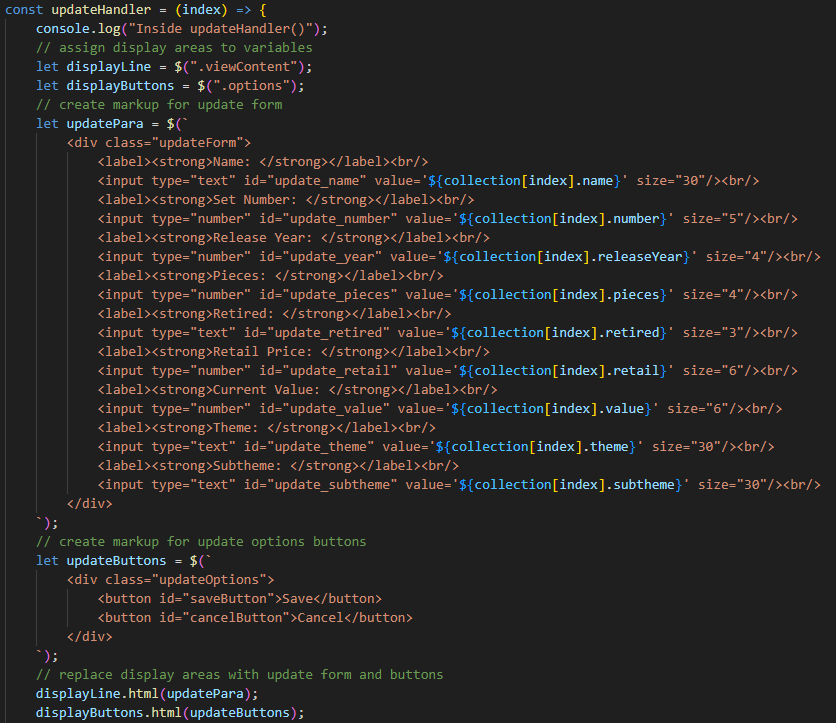 const updateHandler = (index) => {
    console.log("Inside updateHandler()");
    // assign display areas to variables
    let displayLine = $(".viewContent");
    let displayButtons = $(".options");
    // create markup for update form
    let updatePara = $(`
        <div class="updateForm">
            <label><strong>Name: </strong></label><br/>
            <input type="text" id="update_name" value='${collection[index].name}' size="30"/><br/>
            <label><strong>Set Number: </strong></label><br/>
            <input type="number" id="update_number" value='${collection[index].number}' size="5"/><br/>
            <label><strong>Release Year: </strong></label><br/>
            <input type="number" id="update_year" value='${collection[index].releaseYear}' size="4"/><br/>
            <label><strong>Pieces: </strong></label><br/>
            <input type="number" id="update_pieces" value='${collection[index].pieces}' size="4"/><br/>
            <label><strong>Retired: </strong></label><br/>
            <input type="text" id="update_retired" value='${collection[index].retired}' size="3"/><br/>
            <label><strong>Retail Price: </strong></label><br/>
            <input type="number" id="update_retail" value='${collection[index].retail}' size="6"/><br/>
            <label><strong>Current Value: </strong></label><br/>
            <input type="number" id="update_value" value='${collection[index].value}' size="6"/><br/>
            <label><strong>Theme: </strong></label><br/>
            <input type="text" id="update_theme" value='${collection[index].theme}' size="30"/><br/>
            <label><strong>Subtheme: </strong></label><br/>
            <input type="text" id="update_subtheme" value='${collection[index].subtheme}' size="30"/><br/>
        </div>
    `);
    // create markup for update options buttons
    let updateButtons = $(`
        <div class="updateOptions">
            <button id="saveButton">Save</button>
            <button id="cancelButton">Cancel</button>
        </div>
    `);
    // replace display areas with update form and buttons
    displayLine.html(updatePara);
    displayButtons.html(updateButtons);